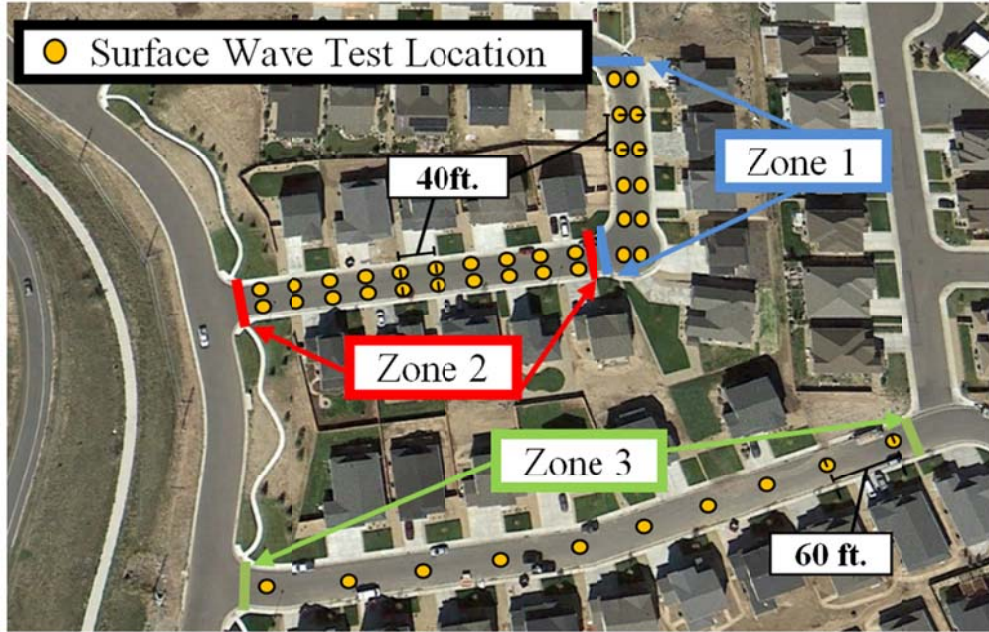 Surface Wave Test Location
Zone 1
40ft.
Zone 2
Zone 3
60 ft.